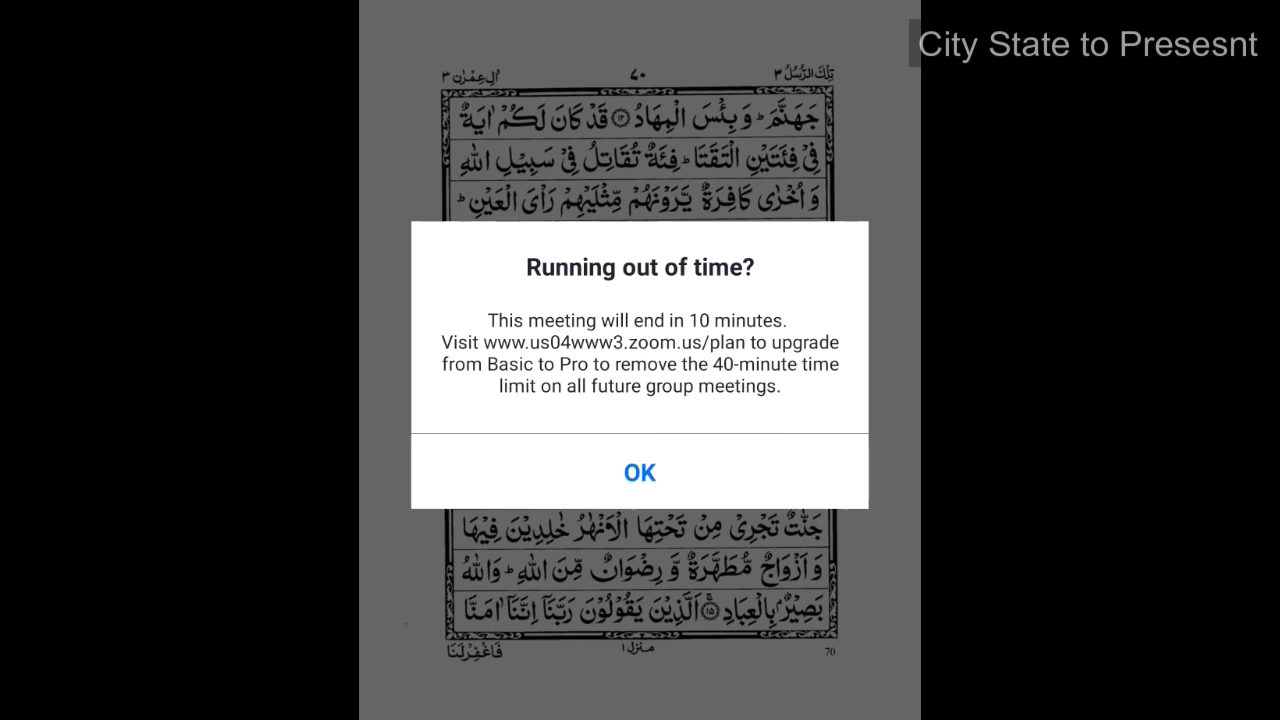 City State to Presesnt
تِلْكَ الرُّسُلُ ٣
٧٠
اٰلِ عِمْرٰن ٣
جَهَنَّمَ ؕ وَ بِئْسَ الْمِهَادُ ۝۱۲ قَدْ كَانَ لَكُمْ اٰيَةٌ
فِیْ فِئَتَيْنِ الْتَقَتَا ؕ فِئَةٌ تُقَاتِلُ فِیْ سَبِيْلِ اللّٰهِ
وَ اُخْرٰى كَافِرَةٌ يَّرَوْنَهُمْ مِّثْلَيْهِمْ رَاْیَ الْعَيْنِ ؕ
Running out of time?
This meeting will end in 10 minutes.
Visit www.us04www3.zoom.us/plan to upgrade
from Basic to Pro to remove the 40-minute time
limit on all future group meetings.
OK
جَنّٰتٌ تَجْرِیْ مِنْ تَحْتِهَا الْاَنْهٰرُ خٰلِدِيْنَ فِيْهَا
وَ اَزْوَاجٌ مُّطَهَّرَةٌ وَّ رِضْوَانٌ مِّنَ اللّٰهِ ؕ وَاللّٰهُ
بَصِيْرٌۢ بِالْعِبَادِ ۝۱۵ اَلَّذِيْنَ يَقُوْلُوْنَ رَبَّنَاۤ اِنَّنَاۤ اٰمَنَّا
فَاغْفِرْلَنَا
منزل ١
70